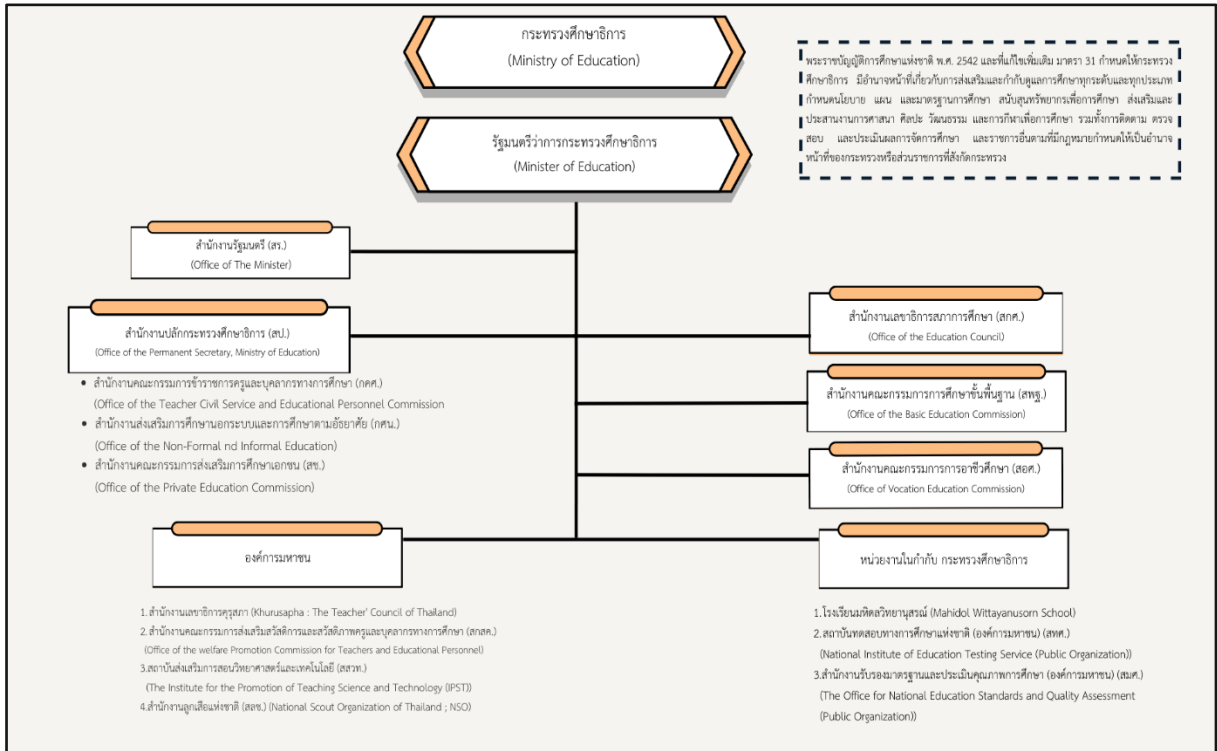 กระทรวงศึกษาธิการ
(Ministry of Education)
พระราชบัญญัติการศึกษาแห่งชาติ พ.ศ. 2542 และที่แก้ไขเพิ่มเติม มาตรา 31 กำหนดให้กระทรวง
ศึกษาธิการ มีอำนาจหน้าที่เกี่ยวกับการส่งเสริมและกำกับดูแลการศึกษาทุกระดับและทุกประเภท
กำหนดนโยบาย แผน และมาตรฐานการศึกษา สนับสนุนทรัพยากรเพื่อการศึกษา ส่งเสริมและ
ประสานงานการศาสนา ศิลปะ วัฒนธรรม และการกีฬาเพื่อการศึกษา รวมทั้งการติดตาม ตรวจ
สอบ และประเมินผลการจัดการศึกษา และราชการอื่นตามที่มีกฎหมายกำหนดให้เป็นอำนาจ
หน้าที่ของกระทรวงหรือส่วนราชการที่สังกัดกระทรวง
รัฐมนตรีว่าการกระทรวงศึกษาธิการ
(Minister of Education)
สำนักงานรัฐมนตรี (สร.)
(Office of The Minister)
สำนักงานปลัดกระทรวงศึกษาธิการ (สป.)
(Office of the Permanent Secretary, Ministry of Education)
• สำนักงานคณะกรรมการข้าราชการครูและบุคลากรทางการศึกษา (กคศ.)
(Office of the Teacher Civil Service and Educational Personnel Commission
• สำนักงานส่งเสริมการศึกษานอกระบบและการศึกษาตามอัธยาศัย (กศน.)
(Office of the Non-Formal nd Informal Education)
• สำนักงานคณะกรรมการส่งเสริมการศึกษาเอกชน (สช.)
(Office of the Private Education Commission)
สำนักงานเลขาธิการสภาการศึกษา (สกศ.)
(Office of the Education Council)
สำนักงานคณะกรรมการการศึกษาขั้นพื้นฐาน (สพฐ.)
(Office of the Basic Education Commission)
สำนักงานคณะกรรมการการอาชีวศึกษา (สอศ.)
(Office of Vocation Education Commission)
องค์การมหาชน
1.สำนักงานเลขาธิการคุรุสภา (Khurusapha : The Teacher' Council of Thailand)
2.สำนักงานคณะกรรมการส่งเสริมสวัสดิการและสวัสดิภาพครูและบุคลากรทางการศึกษา (สกสค.)
(Office of the welfare Promotion Commission for Teachers and Educational Personnel)
3.สถาบันส่งเสริมการสอนวิทยาศาสตร์และเทคโนโลยี (สสวท.)
(The Institute for the Promotion of Teaching Science and Technology (IPST))
4.สำนักงานลูกเสือแห่งชาติ (สลช.) (National Scout Organization of Thailand ; NSO)
หน่วยงานในกำกับ กระทรวงศึกษาธิการ
1.โรงเรียนมหิดลวิทยานุสรณ์ (Mahidol Wittayanusorn School)
2.สถาบันทดสอบทางการศึกษาแห่งชาติ (องค์การมหาชน) (สทศ.)
(National Institute of Education Testing Service (Public Organization))
3.สำนักงานรับรองมาตรฐานและประเมินคุณภาพการศึกษา (องค์การมหาชน) (สมศ.)
(The Office for National Education Standards and Quality Assessment
(Public Organization))